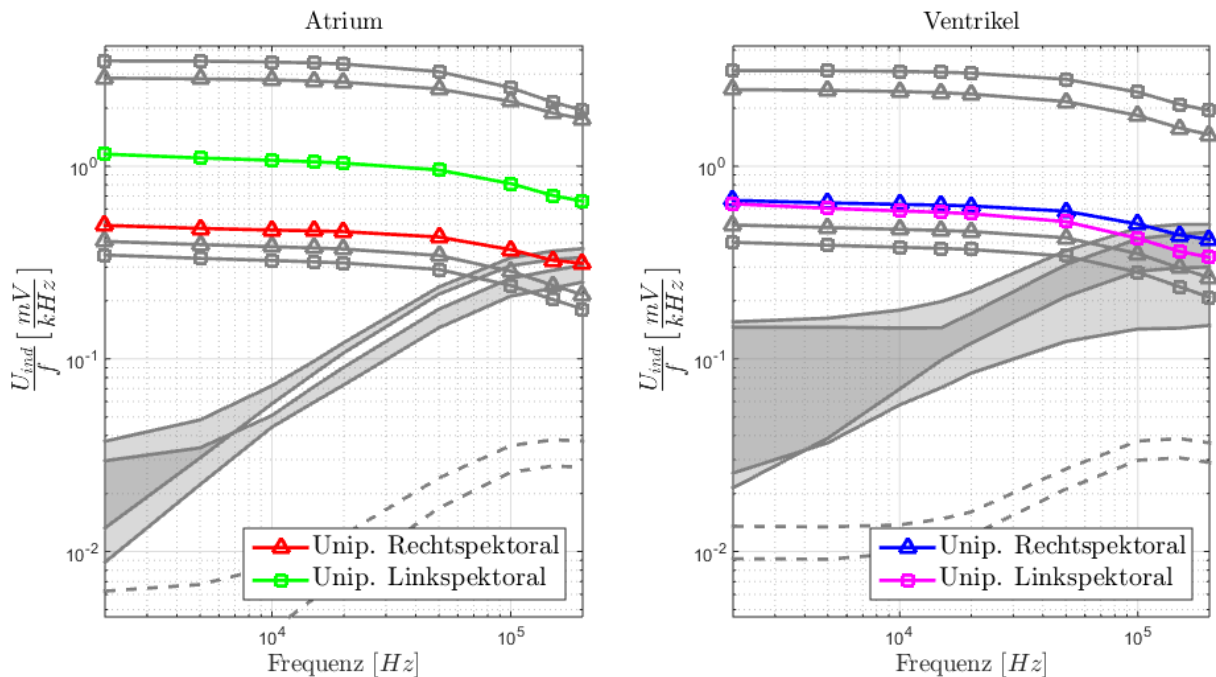 Atrium
Ventrikel
10^0
10^-1
10^-2
10^4
10^5
U_ind/f [mV/kHz]
Frequenz [Hz]
Unip. Rechtspektoral
Unip. Linkspektoral
10^0
10^-1
10^-2
10^4
10^5
U_ind/f [mV/kHz]
Frequenz [Hz]
Unip. Rechtspektoral
Unip. Linkspektoral